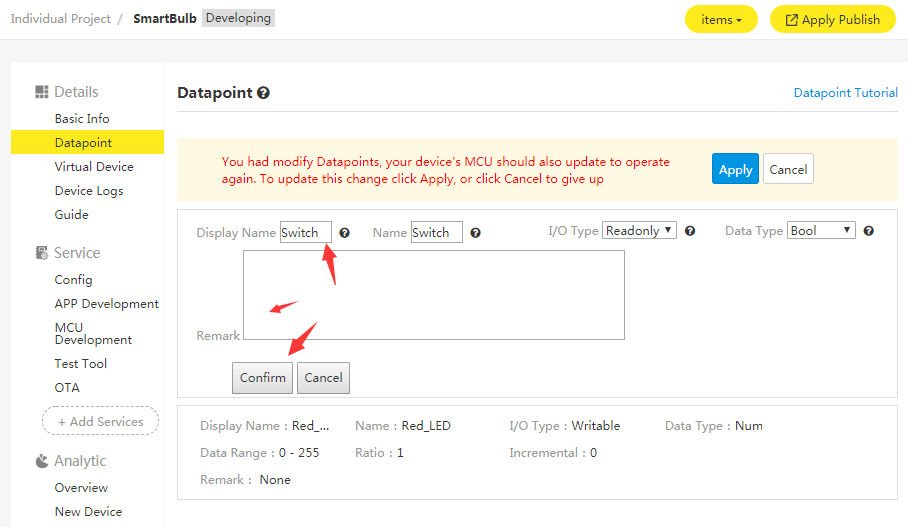 Individual Project / SmartBulb Developing
items
Apply Publish
Details
Basic Info
Datapoint
Virtual Device
Device Logs
Guide
Service
Config
APP Development
MCU
Development
Test Tool
OTA
+ Add Services
Analytic
Overview
New Device
Datapoint ?
Datapoint Tutorial
You had modify Datapoints, your device's MCU should also update to operate
again. To update this change click Apply, or click Cancel to give up
Apply Cancel
Display Name Switch ? Name Switch ? I/O Type Readonly ? Data Type Bool ?
Remark
Confirm Cancel
Display Name : Red_... Name : Red_LED I/O Type : Writable Data Type : Num
Data Range : 0 - 255 Ratio : 1 Incremental : 0
Remark : None